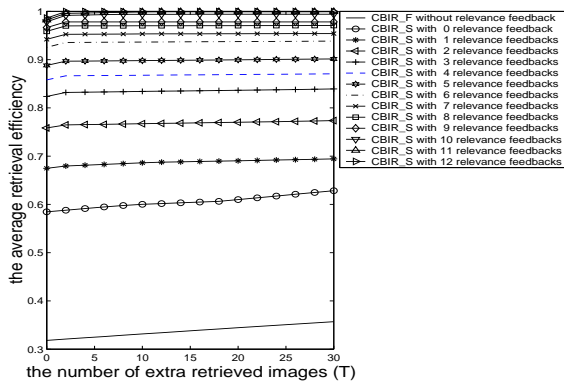 1
0.9
0.8
0.7
0.6
0.5
0.4
0.3
0
5
10
15
20
25
30
the average retrieval efficiency
the number of extra retrieved images (T)
CBIR_F without relevance feedback
CBIR_S with 0 relevance feedback
CBIR_S with 1 relevance feedbacks
CBIR_S with 2 relevance feedbacks
CBIR_S with 3 relevance feedbacks
CBIR_S with 4 relevance feedbacks
CBIR_S with 5 relevance feedbacks
CBIR_S with 6 relevance feedbacks
CBIR_S with 7 relevance feedbacks
CBIR_S with 8 relevance feedbacks
CBIR_S with 9 relevance feedbacks
CBIR_S with 10 relevance feedbacks
CBIR_S with 11 relevance feedbacks
CBIR_S with 12 relevance feedbacks